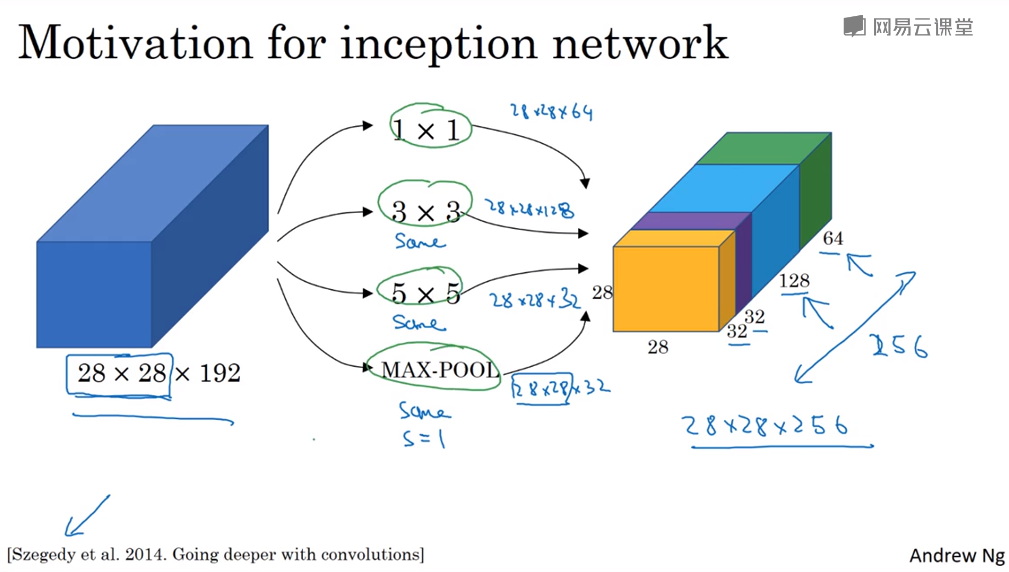 网易云课堂
Motivation for inception network
28×28×64
1 × 1
3 × 3
28×28×128
Same
5 × 5
28×28×32
Same
MAX-POOL
28×28×32
Same
s=1
28 × 28 × 192
64
128
32
32
28
28
256
28×28×256
[Szegedy et al. 2014. Going deeper with convolutions]
Andrew Ng